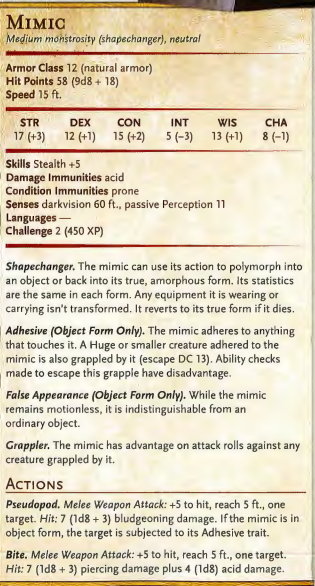 MIMIC
Medium monstrosity (shapechanger), neutral
Armor Class 12 (natural armor)
Hit Points 58 (9d8 + 18)
Speed 15 ft.
STR DEX CON INT WIS CHA
17 (+3) 12 (+1) 15 (+2) 5 (−3) 13 (+1) 8 (−1)
Skills Stealth +5
Damage Immunities acid
Condition Immunities prone
Senses darkvision 60 ft., passive Perception 11
Languages —
Challenge 2 (450 XP)
Shapechanger. The mimic can use its action to polymorph into
an object or back into its true, amorphous form. Its statistics
are the same in each form. Any equipment it is wearing or
carrying isn't transformed. It reverts to its true form if it dies.
Adhesive (Object Form Only). The mimic adheres to anything
that touches it. A Huge or smaller creature adhered to the
mimic is also grappled by it (escape DC 13). Ability checks
made to escape this grapple have disadvantage.
False Appearance (Object Form Only). While the mimic
remains motionless, it is indistinguishable from an
ordinary object.
Grappler. The mimic has advantage on attack rolls against any
creature grappled by it.
ACTIONS
Pseudopod. Melee Weapon Attack: +5 to hit, reach 5 ft., one
target. Hit: 7 (1d8 + 3) bludgeoning damage. If the mimic is in
object form, the target is subjected to its Adhesive trait.
Bite. Melee Weapon Attack: +5 to hit, reach 5 ft., one target.
Hit: 7 (1d8 + 3) piercing damage plus 4 (1d8) acid damage.